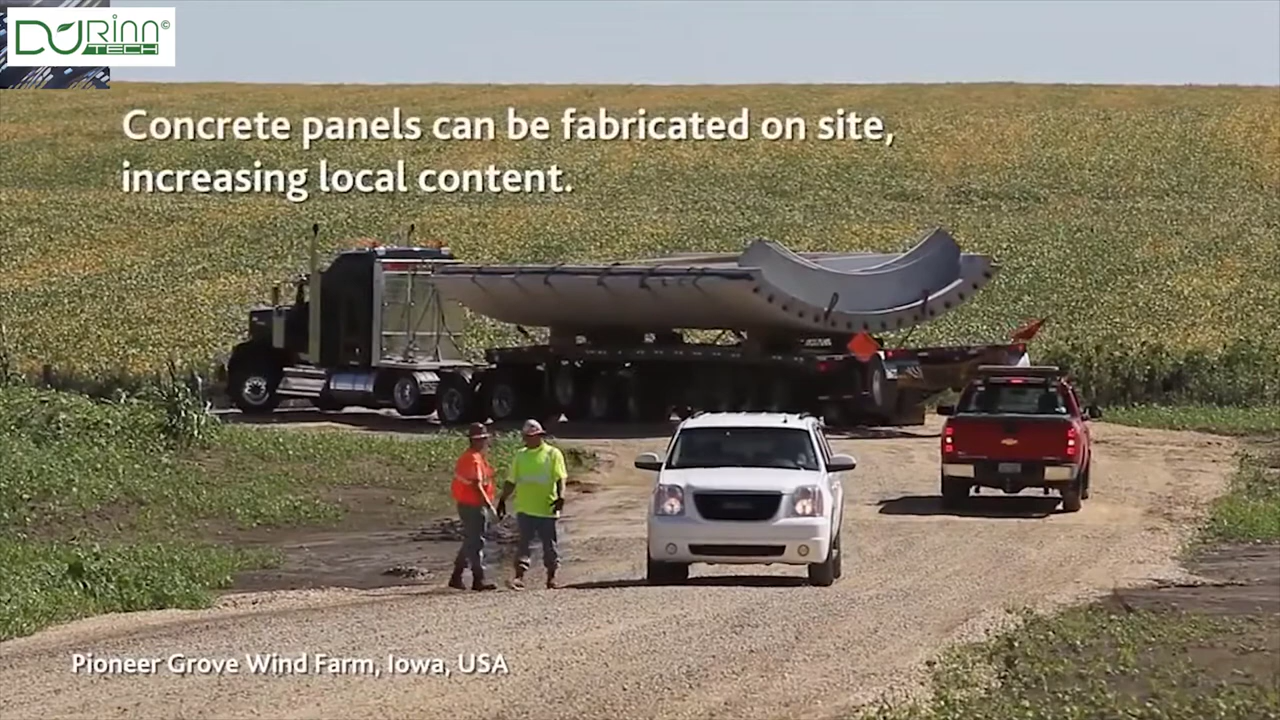 DURINN©
TECH
Concrete panels can be fabricated on site,
increasing local content.
Pioneer Grove Wind Farm, Iowa, USA